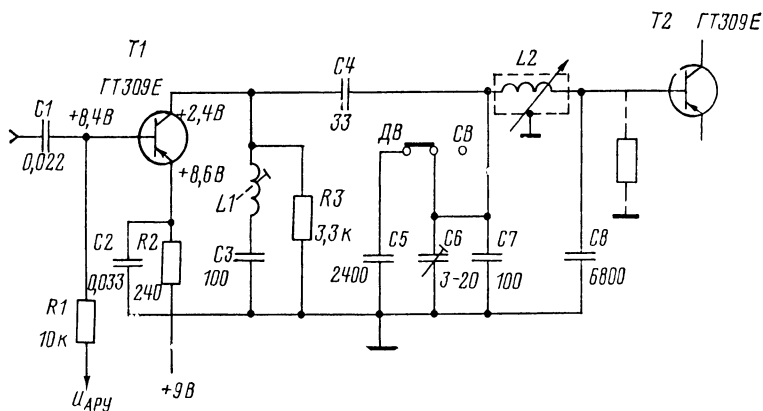 T1
ГТ309Е
C1
0,022
+8,4В
+2,4В
+8,6В
C2
0,033
R2
240
R1
10к
UАРУ
+9В
L1
C3
100
R3
3,3к
C4
33
ДВ
СВ
C5
2400
C6
3-20
C7
100
L2
C8
6800
T2
ГТ309Е